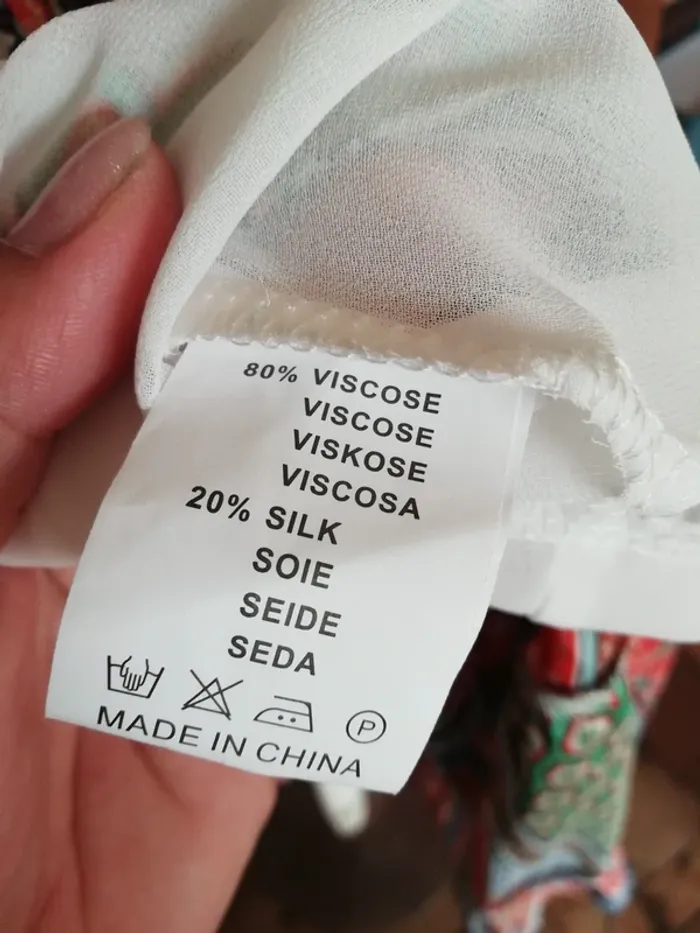 80% VISCOSE
VISCOSE
VISKOSE
VISCOSA
20% SILK
SOIE
SEIDE
SEDA
P
MADE IN CHINA